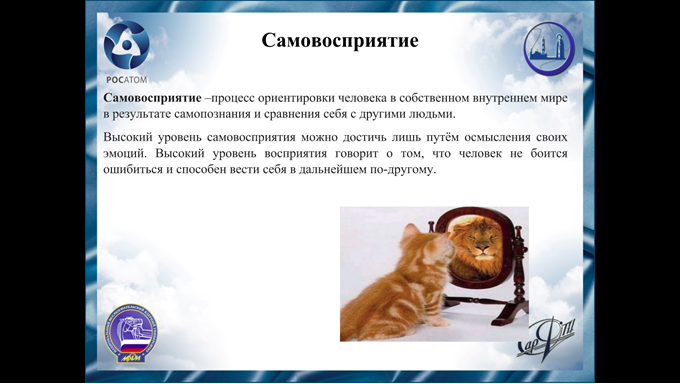 Самовосприятие
РОСАТОМ
Самовосприятие –процесс ориентировки человека в собственном внутреннем мире
в результате самопознания и сравнения себя с другими людьми.
Высокий уровень самовосприятия можно достичь лишь путём осмысления своих
эмоций. Высокий уровень восприятия говорит о том, что человек не боится
ошибиться и способен вести себя в дальнейшем по-другому.